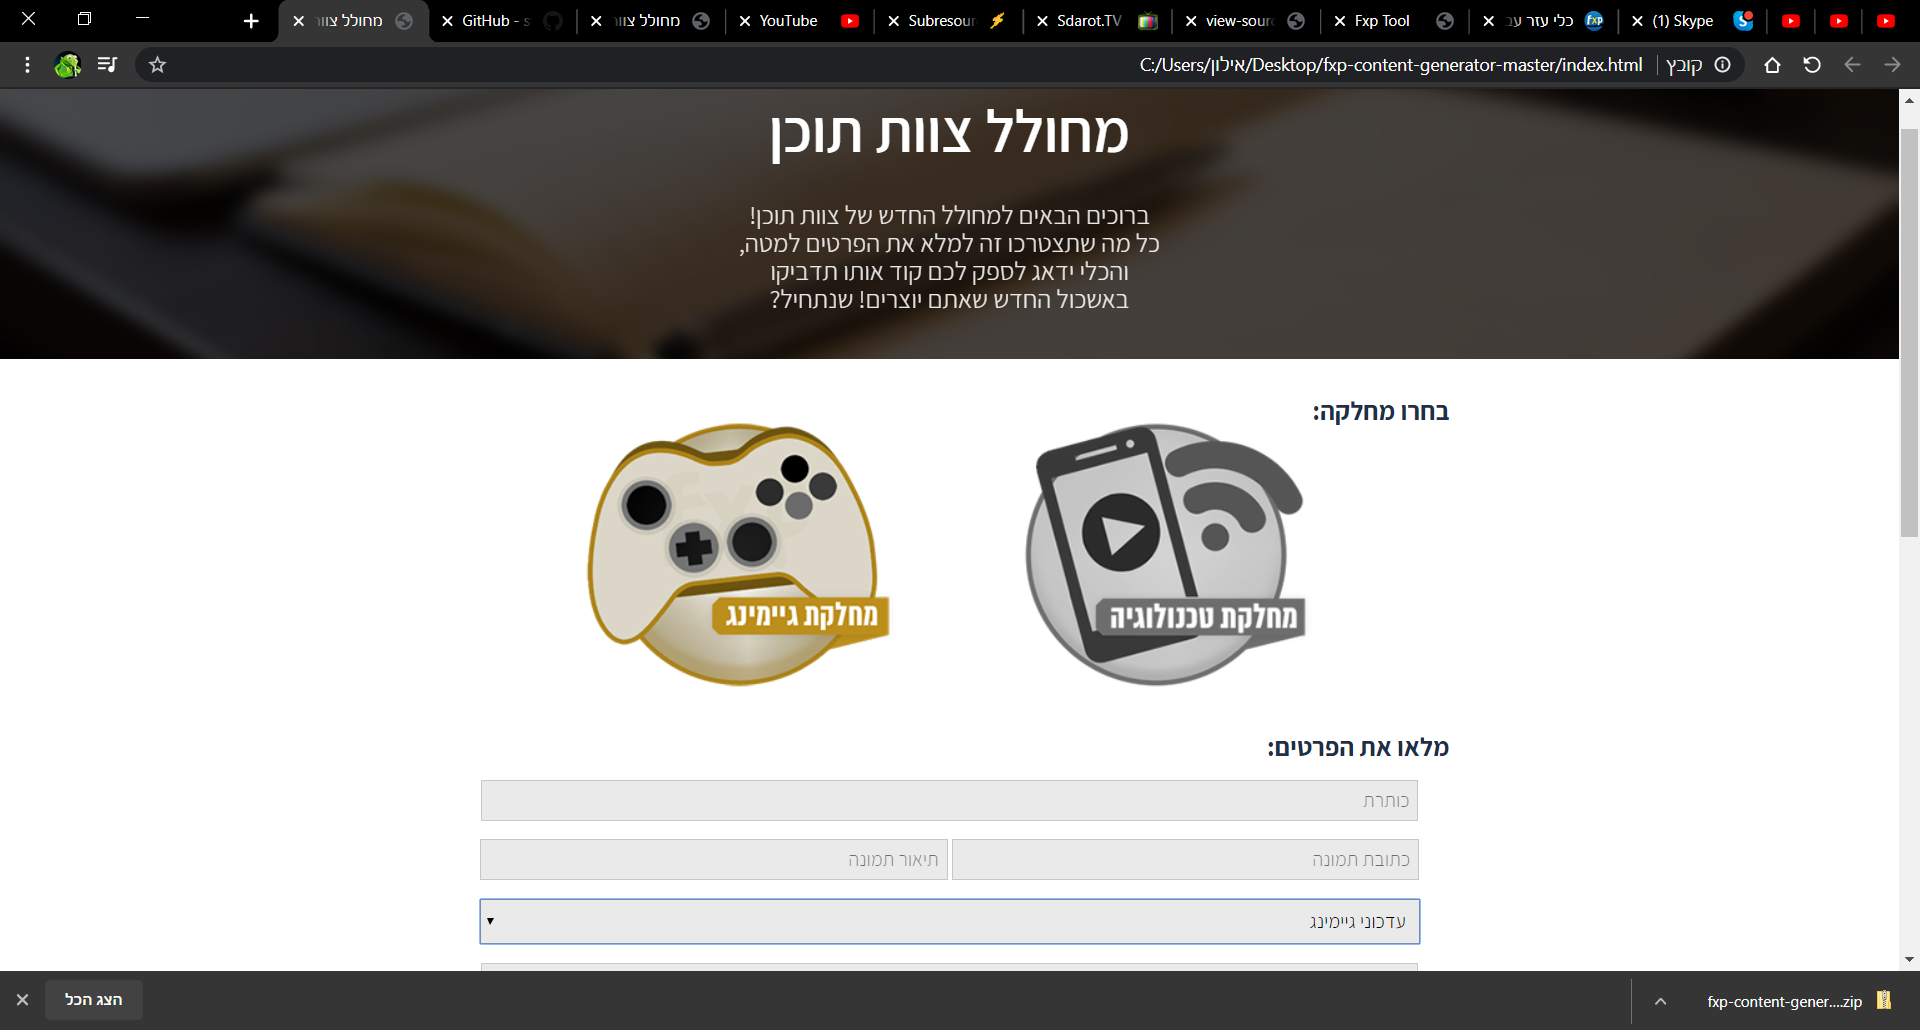 (1) Skype
כלי עזר עב
Fxp Tool
view-sour
Sdarot.TV
Subresour
YouTube
מחולל צוו
GitHub - s
מחולל צוו
קובץ
C:/Users/אילון/Desktop/fxp-content-generator-master/index.html
מחולל צוות תוכן
ברוכים הבאים למחולל החדש של צוות תוכן!
כל מה שתצטרכו זה למלא את הפרטים למטה,
והכלי ידאג לספק לכם קוד אותו תדביקו
באשכול החדש שאתם יוצרים! שנתחיל?
בחרו מחלקה:
מחלקת טכנולוגיה
מחלקת גיימינג
מלאו את הפרטים:
כותרת
כתובת תמונה
תיאור תמונה
עדכוני גיימינג
fxp-content-gener....zip
הצג הכל